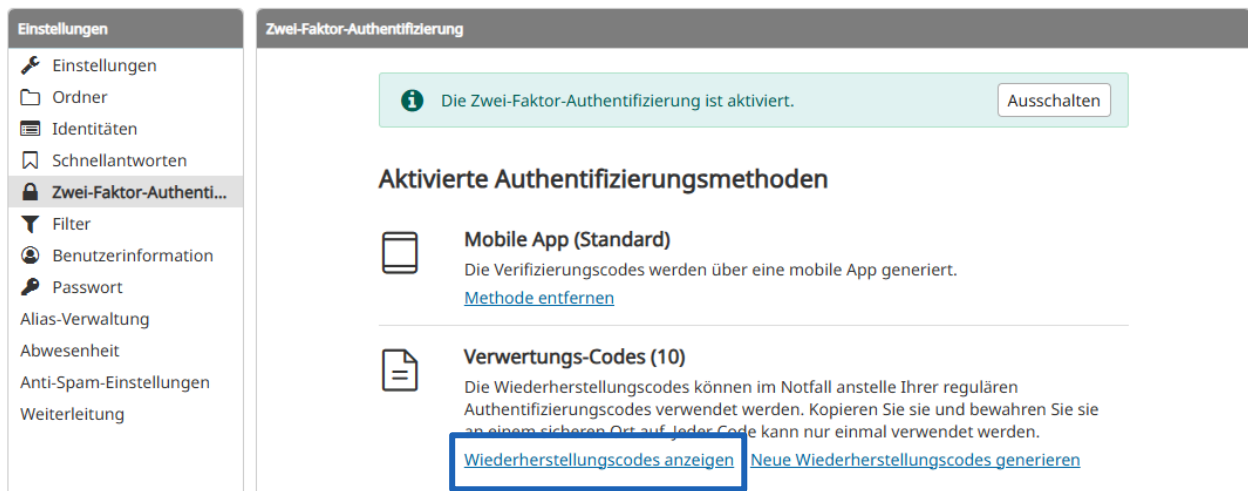 Einstellungen
Einstellungen
Ordner
Identitäten
Schnellantworten
Zwei-Faktor-Authenti...
Filter
Benutzerinformation
Passwort
Alias-Verwaltung
Abwesenheit
Anti-Spam-Einstellungen
Weiterleitung
Zwei-Faktor-Authentifizierung
Die Zwei-Faktor-Authentifizierung ist aktiviert.
Ausschalten
Aktivierte Authentifizierungsmethoden
Mobile App (Standard)
Die Verifizierungscodes werden über eine mobile App generiert.
Methode entfernen
Verwertungs-Codes (10)
Die Wiederherstellungscodes können im Notfall anstelle Ihrer regulären
Authentifizierungscodes verwendet werden. Kopieren Sie sie und bewahren Sie sie
an einem sicheren Ort auf. Jeder Code kann nur einmal verwendet werden.
Wiederherstellungscodes anzeigen Neue Wiederherstellungscodes generieren